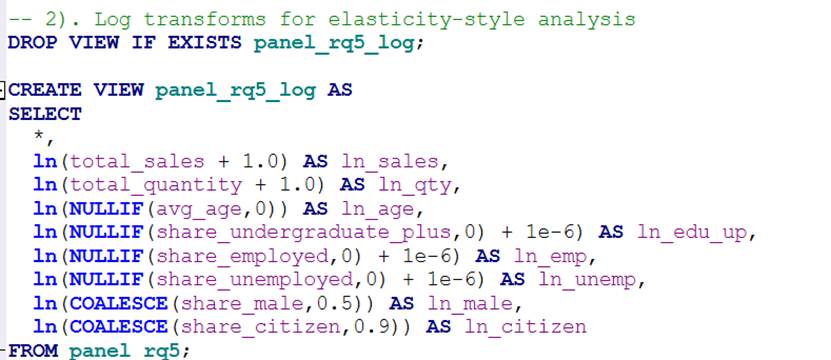 -- 2). Log transforms for elasticity-style analysis
DROP VIEW IF EXISTS panel_rq5_log;
CREATE VIEW panel_rq5_log AS
SELECT
*,
ln(total_sales + 1.0) AS ln_sales,
ln(total_quantity + 1.0) AS ln_qty,
ln(NULLIF(avg_age,0)) AS ln_age,
ln(NULLIF(share_undergraduate_plus,0) + 1e-6) AS ln_edu_up,
ln(NULLIF(share_employed,0) + 1e-6) AS ln_emp,
ln(NULLIF(share_unemployed,0) + 1e-6) AS ln_unemp,
ln(COALESCE(share_male,0.5)) AS ln_male,
ln(COALESCE(share_citizen,0.9)) AS ln_citizen
FROM panel_rq5;